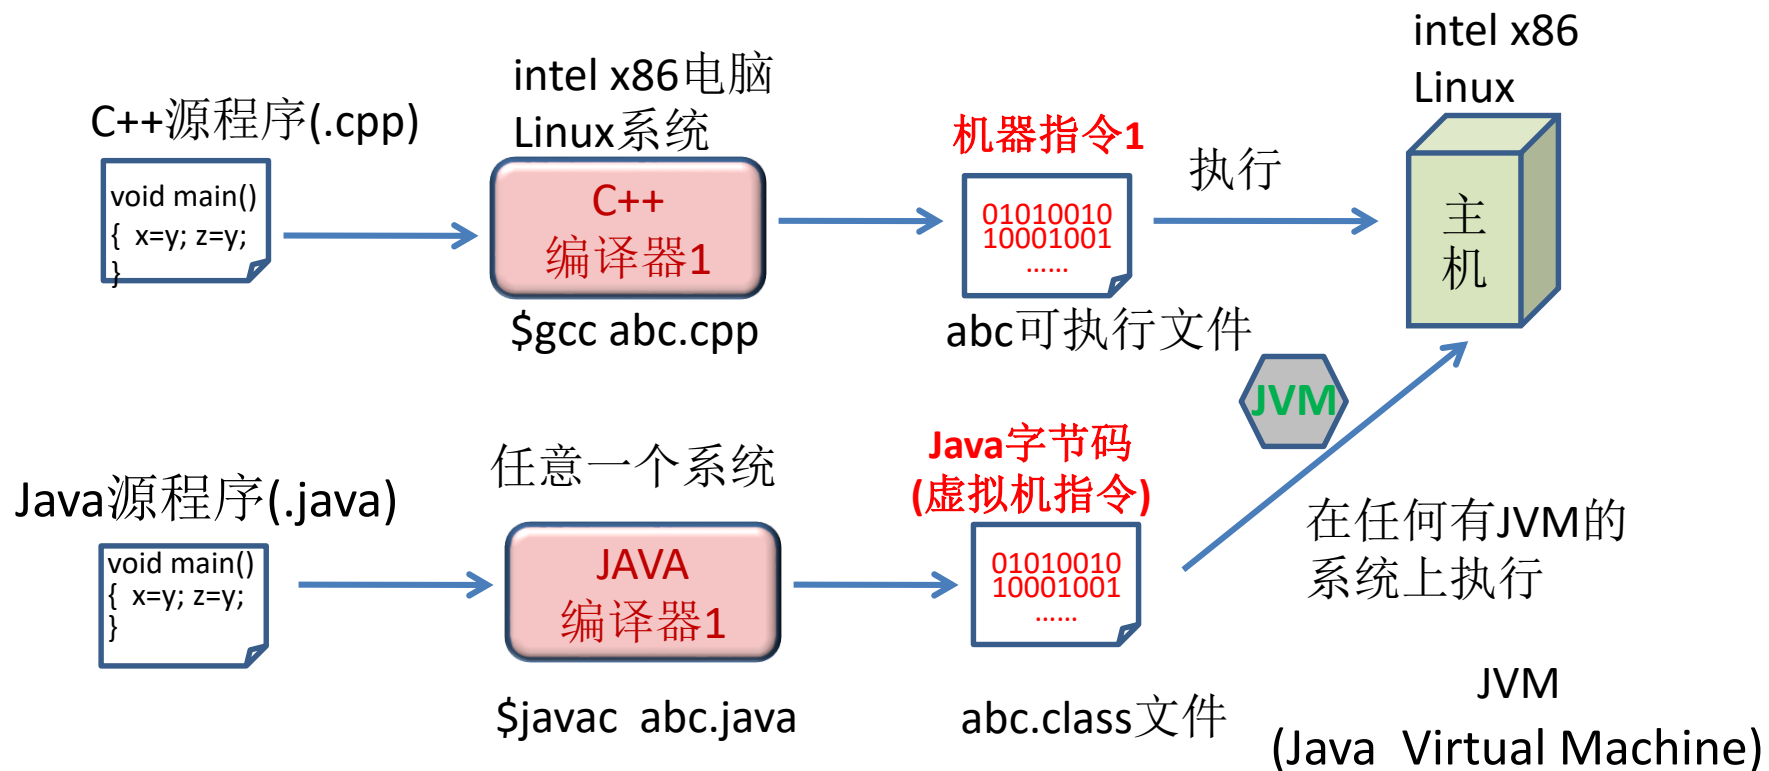 C++源程序(.cpp)
void main()
{ x=y; z=y;
}
intel x86电脑
Linux系统
C++
编译器1
$gcc abc.cpp
机器指令1
01010010
10001001
......
abc可执行文件
执行
intel x86
Linux
主
机
Java源程序(.java)
void main()
{ x=y; z=y;
}
任意一个系统
JAVA
编译器1
$javac abc.java
Java字节码
(虚拟机指令)
01010010
10001001
......
abc.class文件
JVM
在任何有JVM的
系统上执行
JVM
(Java Virtual Machine)